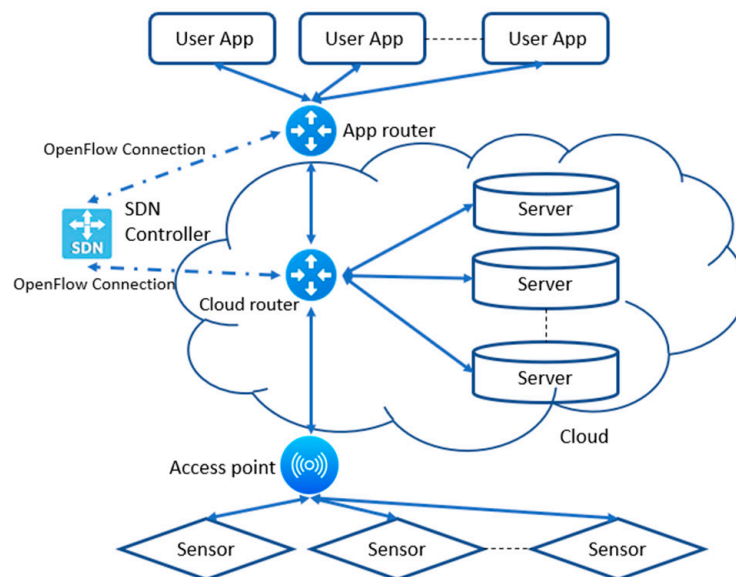 User App
User App
User App
App router
OpenFlow Connection
SDN
Controller
SDN
OpenFlow Connection
Cloud router
Server
Server
Server
Cloud
Access point
Sensor
Sensor
Sensor